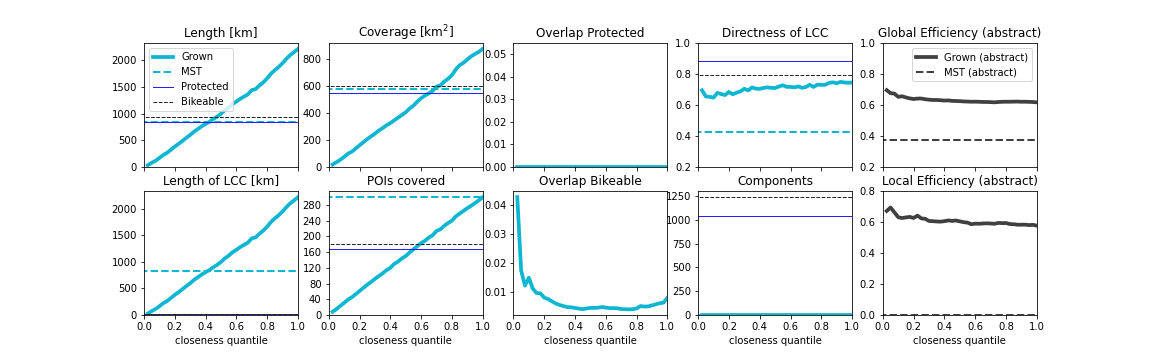 Length [km]
Coverage [km²]
Overlap Protected
Directness of LCC
Global Efficiency (abstract)
2000
1500
1000
500
0
Grown
MST
Protected
Bikeable
800
600
400
200
0
0.05
0.04
0.03
0.02
0.01
0.00
1.0
0.8
0.6
0.4
0.2
1.0
0.8
0.6
0.4
0.2
Grown (abstract)
MST (abstract)
Length of LCC [km]
POIs covered
Overlap Bikeable
Components
Local Efficiency (abstract)
2000
1500
1000
500
0
280
240
200
160
120
80
40
0
0.04
0.03
0.02
0.01
1250
1000
750
500
250
0
0.8
0.6
0.4
0.2
0.0
0.0 0.2 0.4 0.6 0.8 1.0
0.0 0.2 0.4 0.6 0.8 1.0
0.0 0.2 0.4 0.6 0.8 1.0
0.0 0.2 0.4 0.6 0.8 1.0
0.0 0.2 0.4 0.6 0.8 1.0
closeness quantile
closeness quantile
closeness quantile
closeness quantile
closeness quantile